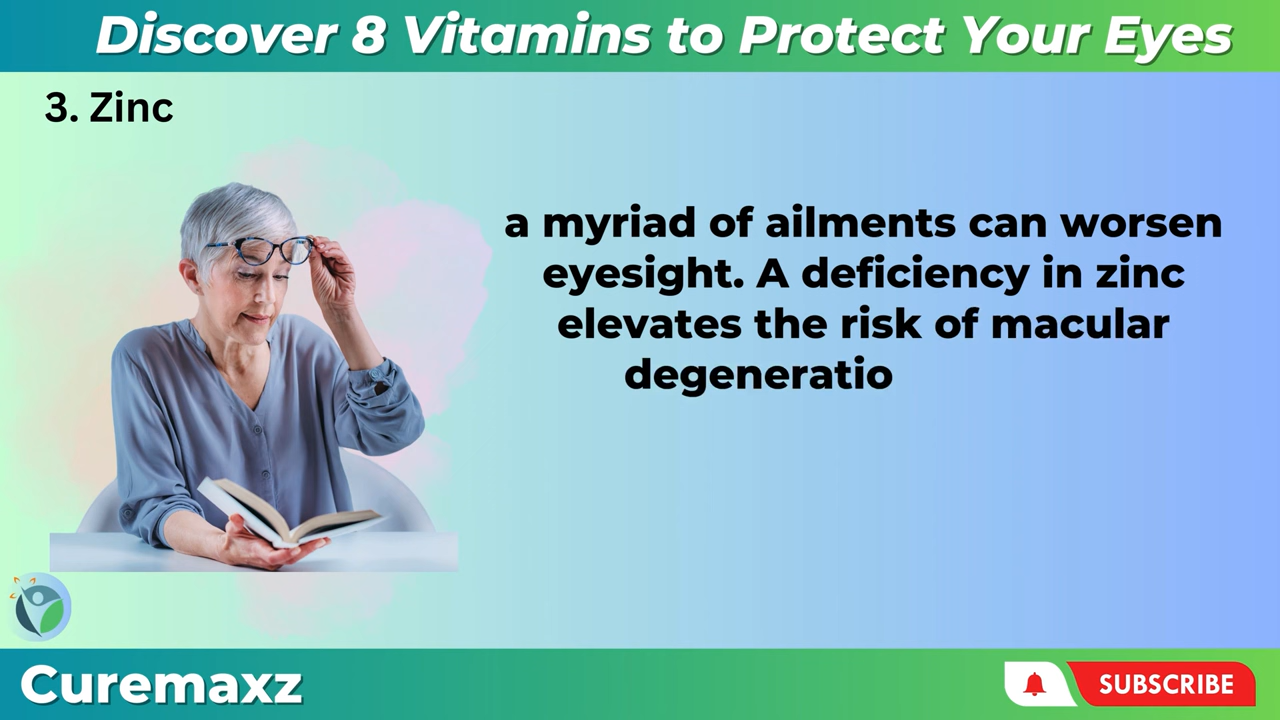 Discover 8 Vitamins to Protect Your Eyes
3. Zinc
a myriad of ailments can worsen
eyesight. A deficiency in zinc
elevates the risk of macular
degeneratio
Curemaxz
SUBSCRIBE